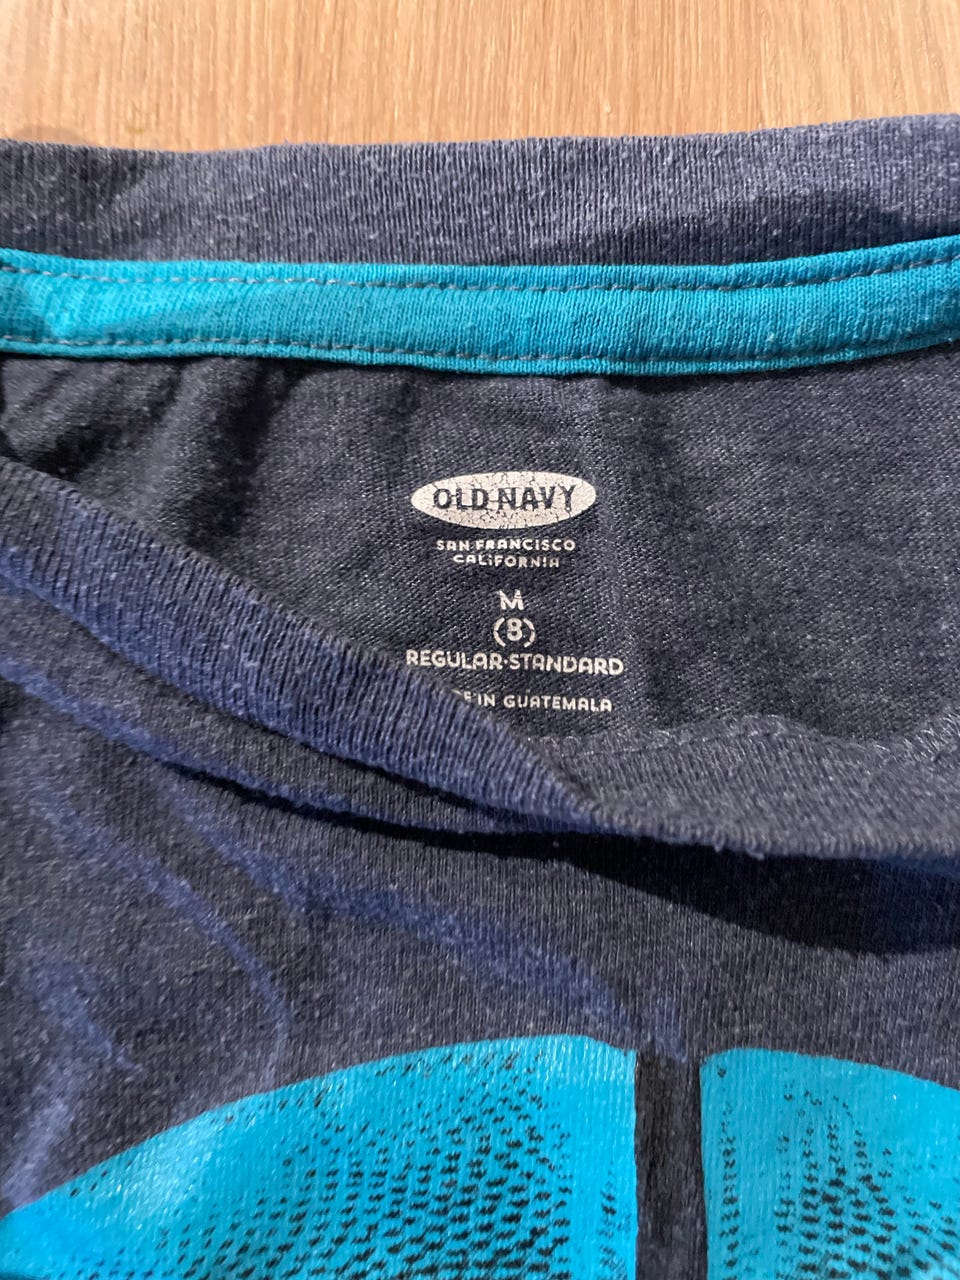 OLD NAVY
SAN FRANCISCO
CALIFORNIA
M
(8)
REGULAR·STANDARD
IN GUATEMALA